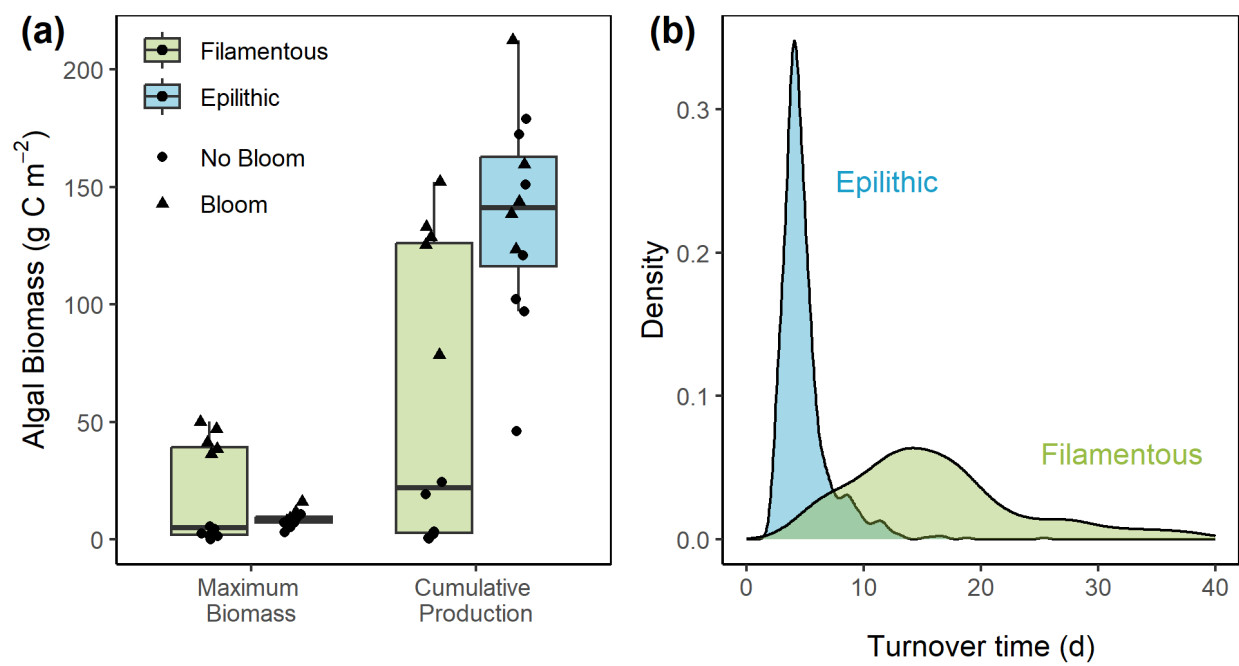 (a)
Filamentous
Epilithic
No Bloom
Bloom
Algal Biomass (g C m⁻²)
200
150
100
50
0
Maximum
Biomass
Cumulative
Production
(b)
Epilithic
Filamentous
Density
0.3
0.2
0.1
0.0
0
10
20
30
40
Turnover time (d)